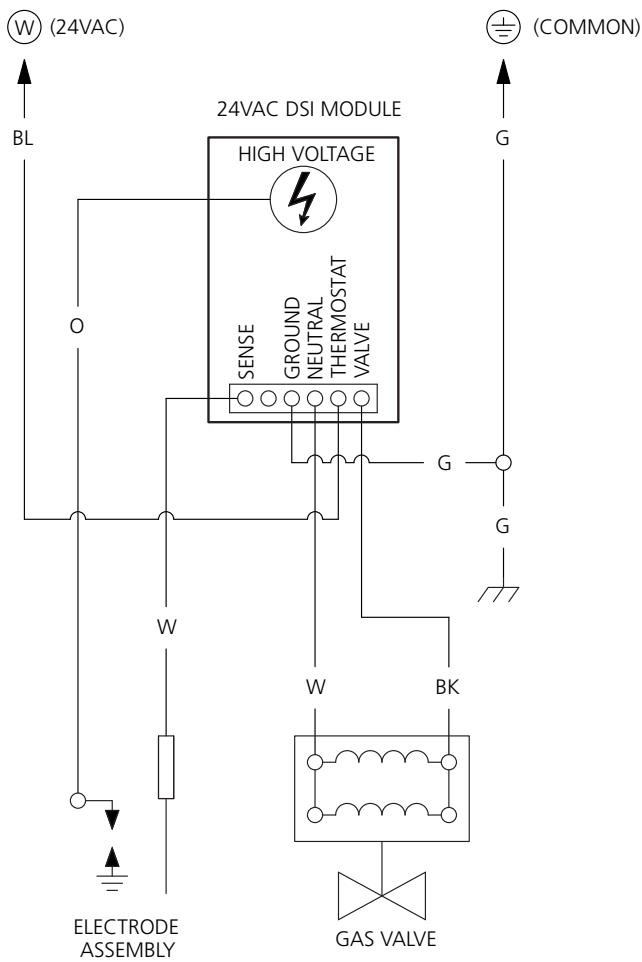 W (24VAC)
(COMMON)
BL
G
24VAC DSI MODULE
HIGH VOLTAGE
O
SENSE
GROUND
NEUTRAL
THERMOSTAT
VALVE
G
G
W
W
BK
ELECTRODE
ASSEMBLY
GAS VALVE